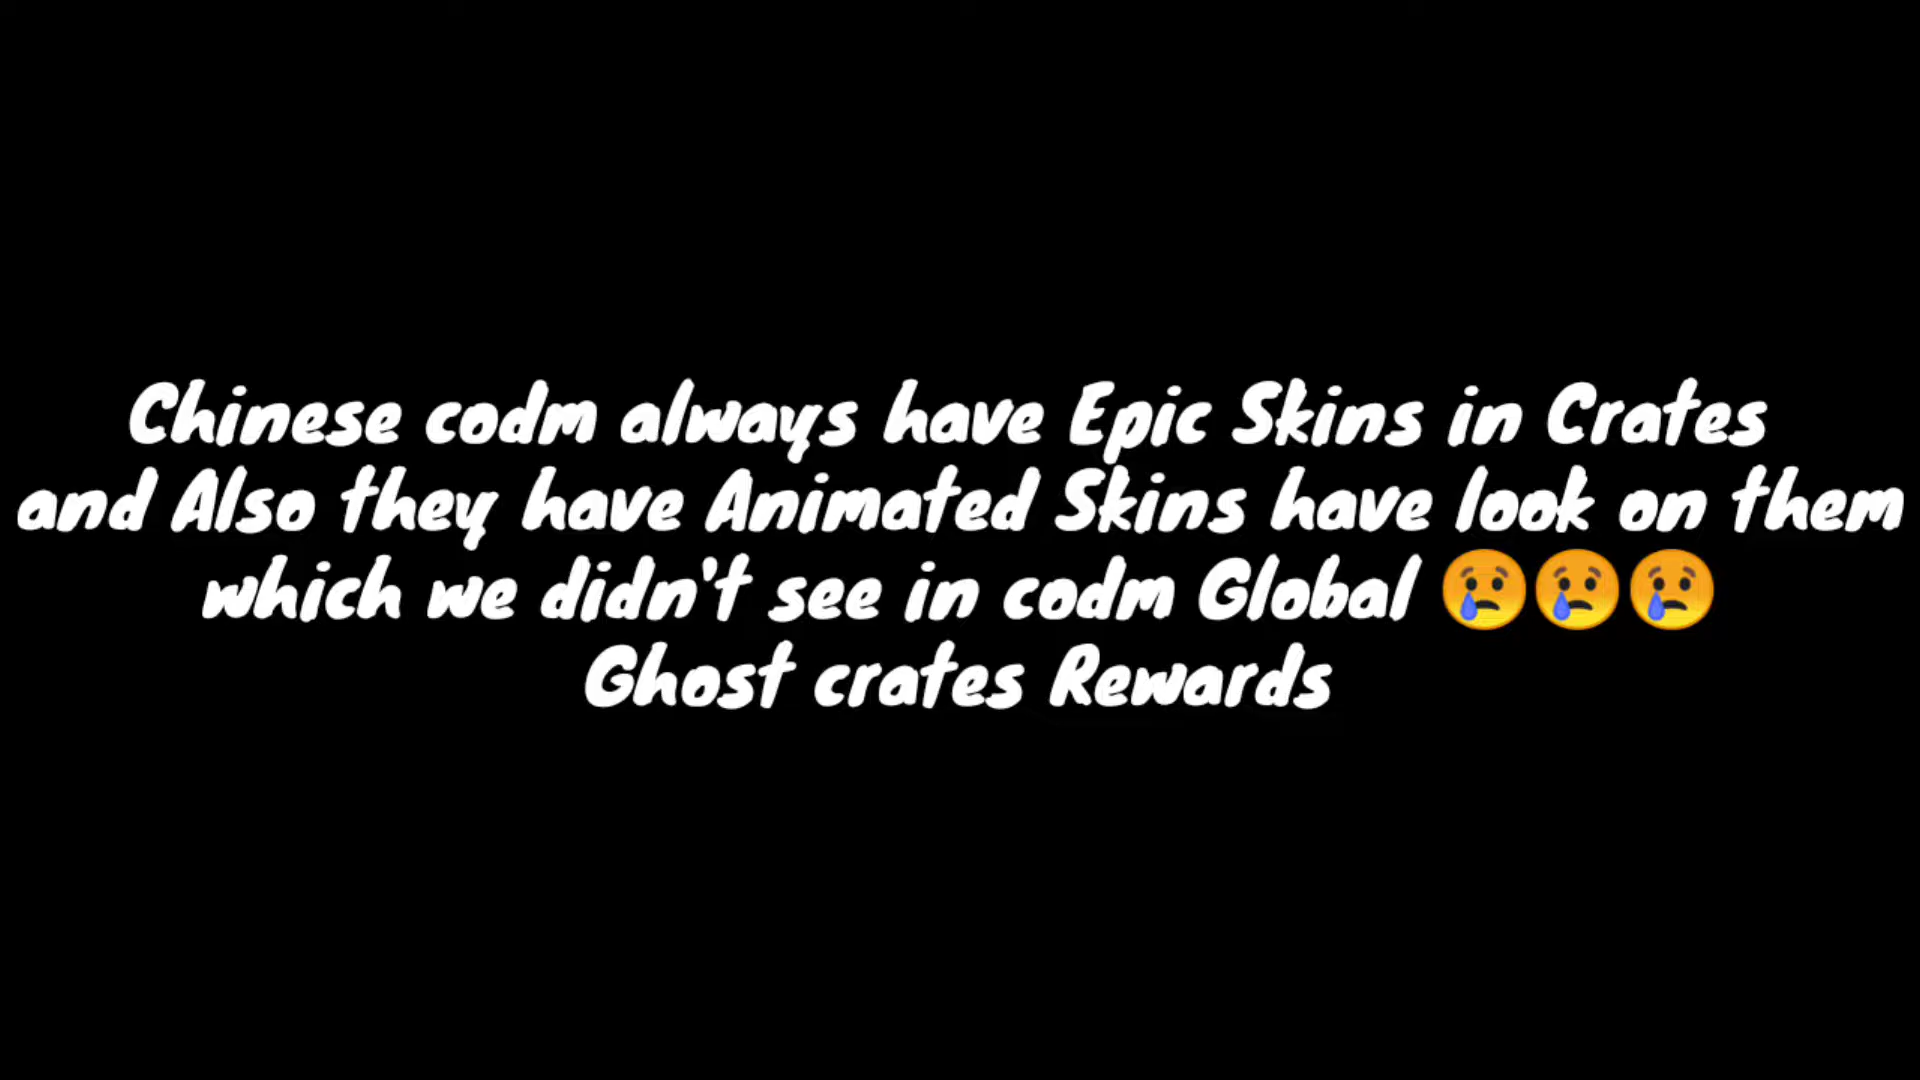 Chinese codm always have Epic Skins in Crates
and Also they have Animated Skins have look on them
which we didn't see in codm Global 😢😢😢
Ghost crates Rewards